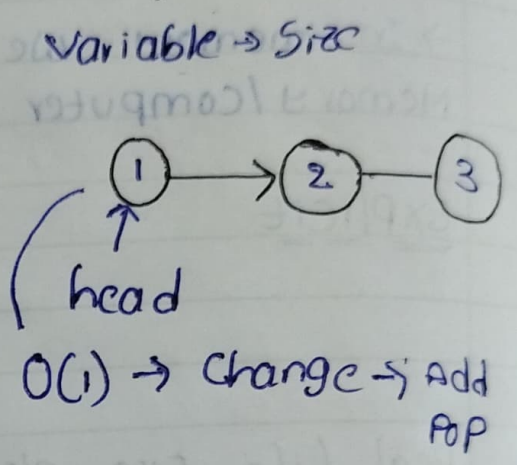 Variable → Size
1 → 2 — 3
head
O(1) → Change → Add
Pop